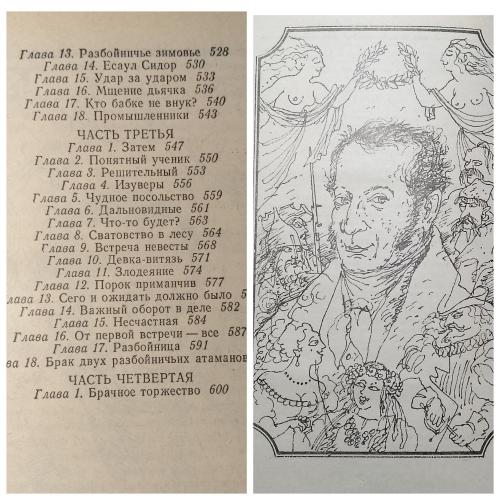 Глава 13. Разбойничье зимовье 528
Глава 14. Есаул Сидор 530
Глава 15. Удар за ударом 533
Глава 16. Мщение дьячка 536
Глава 17. Кто бабке не внук? 540
Глава 18. Промышленники 543
ЧАСТЬ ТРЕТЬЯ
Глава 1. Затем 547
Глава 2. Понятный ученик 550
Глава 3. Решительный 553
Глава 4. Изуверы 556
Глава 5. Чудное посольство 559
Глава 6. Дальновидные 561
Глава 7. Что-то будет? 563
Глава 8. Сватовство в лесу 564
Глава 9. Встреча невесты 568
Глава 10. Девка-витязь 571
Глава 11. Злодеяние 574
Глава 12. Порок приманчив 577
лава 13. Сего и ожидать должно было 5
Глава 14. Важный оборот в деле 582
Глава 15. Несчастная 584
Глава 16. От первой встречи — все 587
Глава 17. Разбойница 591
ва 18. Брак двух разбойничьих атаманов
ЧАСТЬ ЧЕТВЕРТАЯ
Глава 1. Брачное торжество 600